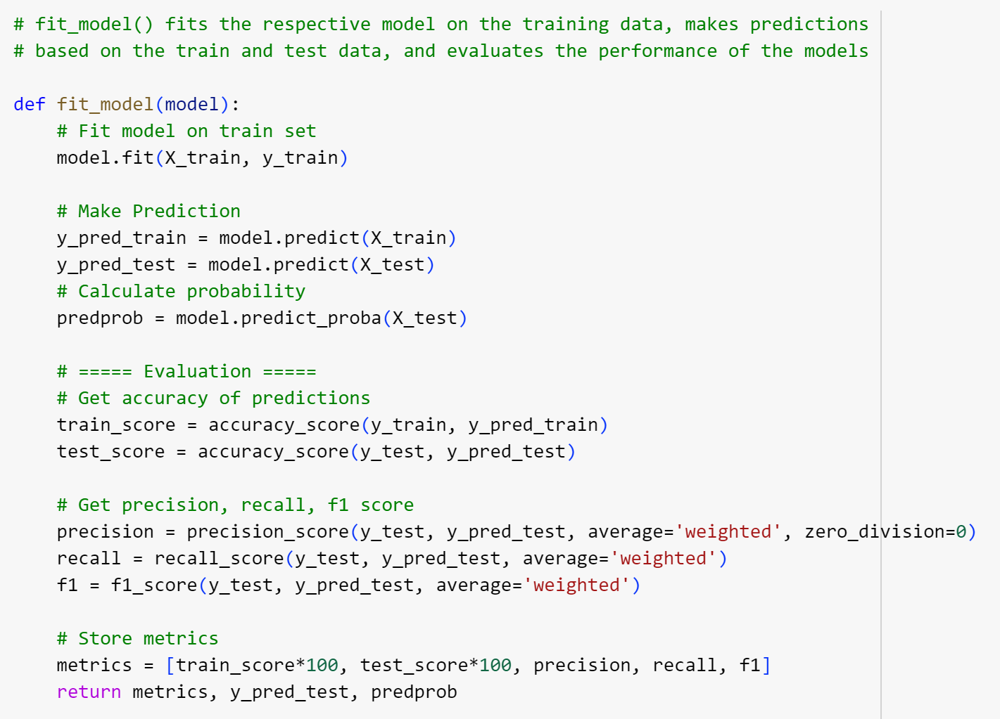 # fit_model() fits the respective model on the training data, makes predictions
# based on the train and test data, and evaluates the performance of the models

def fit_model(model):
    # Fit model on train set
    model.fit(X_train, y_train)

    # Make Prediction
    y_pred_train = model.predict(X_train)
    y_pred_test = model.predict(X_test)
    # Calculate probability
    predprob = model.predict_proba(X_test)

    # ===== Evaluation =====
    # Get accuracy of predictions
    train_score = accuracy_score(y_train, y_pred_train)
    test_score = accuracy_score(y_test, y_pred_test)

    # Get precision, recall, f1 score
    precision = precision_score(y_test, y_pred_test, average='weighted', zero_division=0)
    recall = recall_score(y_test, y_pred_test, average='weighted')
    f1 = f1_score(y_test, y_pred_test, average='weighted')

    # Store metrics
    metrics = [train_score*100, test_score*100, precision, recall, f1]
    return metrics, y_pred_test, predprob